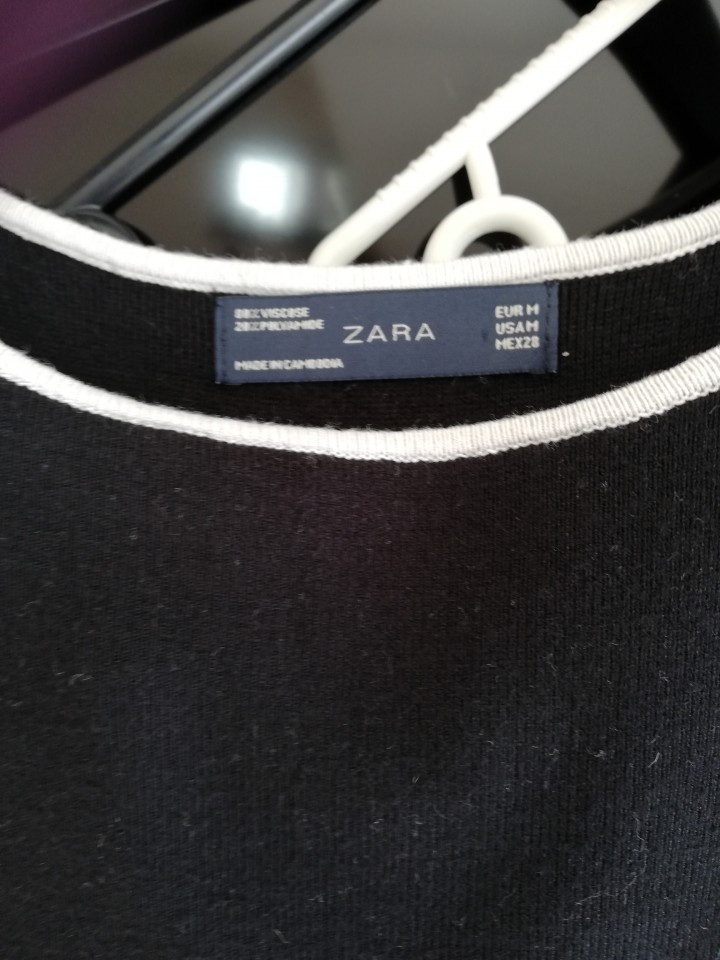 80% VISCOSE
20% POLYAMIDE
MADE IN CAMBODIA
ZARA
EUR M
USA M
MEX 28